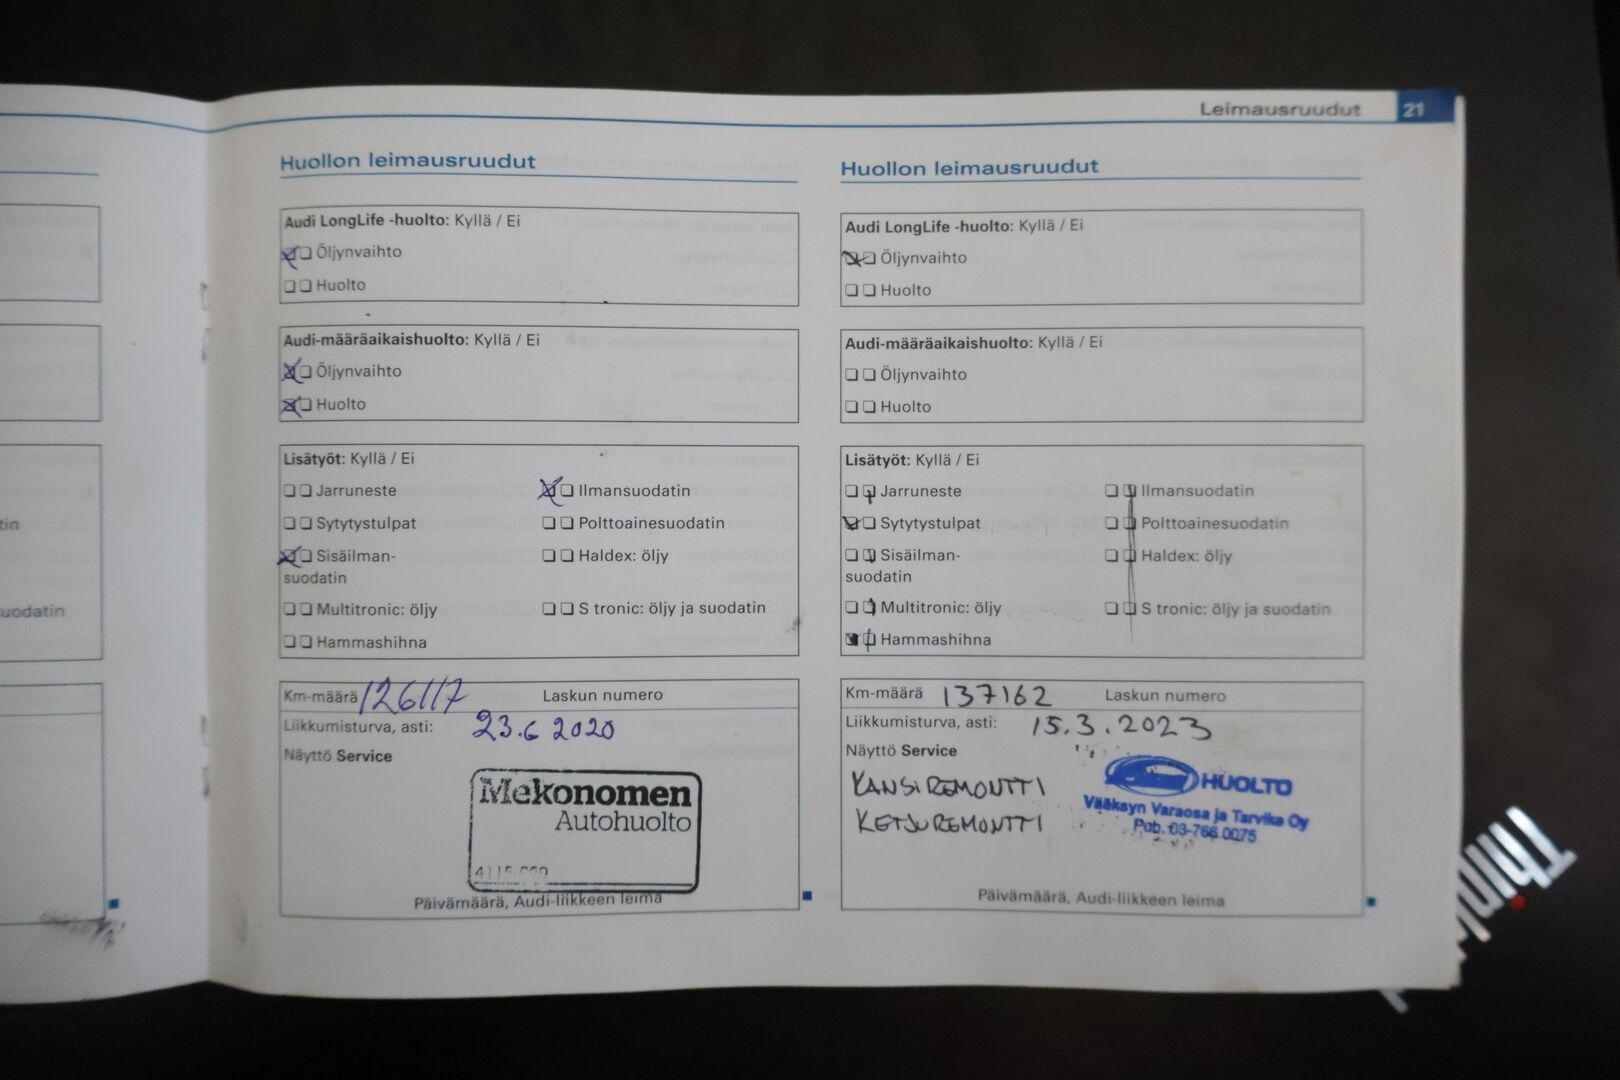 Leimausruudut 21
Huollon leimausruudut
Audi LongLife -huolto: Kyllä / Ei
Öljynvaihto
Huolto
Audi-määräaikaishuolto: Kyllä / Ei
Öljynvaihto
Huolto
Lisätyöt: Kyllä / Ei
Jarruneste
Ilmansuodatin
Sytytystulpat
Polttoainesuodatin
Sisäilman-
suodatin
Haldex: öljy
Multitronic: öljy
S tronic: öljy ja suodatin
Hammashihna
Km-määrä 126117 Laskun numero
Liikkumisturva, asti: 23.6 2020
Näyttö Service
Mekonomen
Autohuolto
Päivämäärä, Audi-liikkeen leima
Huollon leimausruudut
Audi LongLife -huolto: Kyllä / Ei
Öljynvaihto
Huolto
Audi-määräaikaishuolto: Kyllä / Ei
Öljynvaihto
Huolto
Lisätyöt: Kyllä / Ei
Jarruneste
Ilmansuodatin
Sytytystulpat
Polttoainesuodatin
Sisäilman-
suodatin
Haldex: öljy
Multitronic: öljy
S tronic: öljy ja suodatin
Hammashihna
Km-määrä 137162 Laskun numero
Liikkumisturva, asti: 15.3.2023
Näyttö Service
KANSIREMONTTI
KETJUREMONTTI
HUOLTO
Vääksyn Varaosa ja Tarvike Oy
Puh. 03-766 0075
Päivämäärä, Audi-liikkeen leima
tin
uodatin
Think